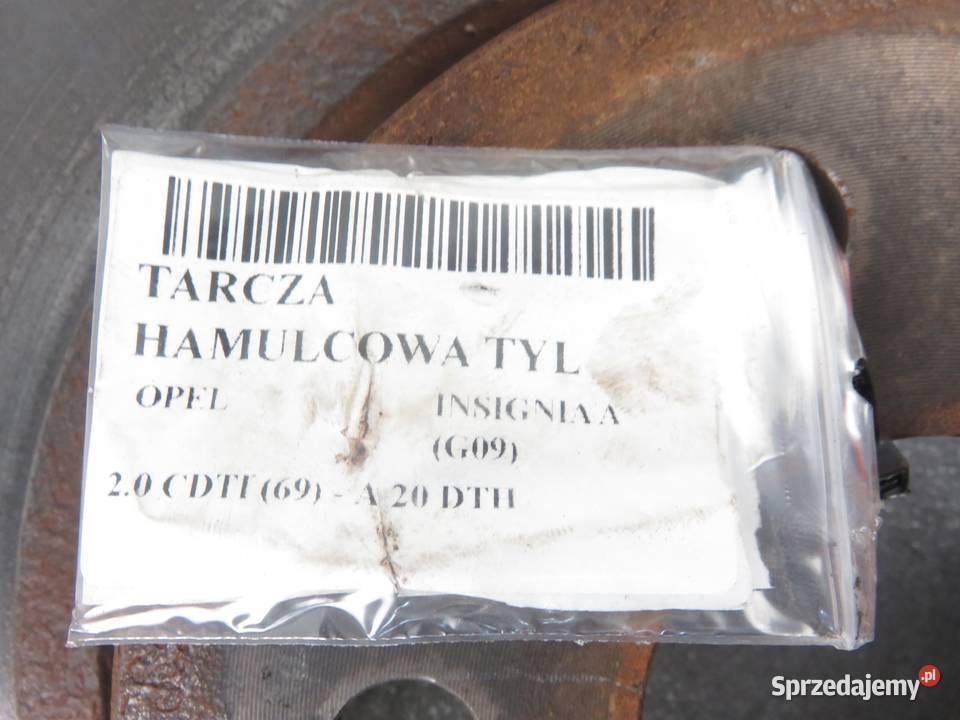 TARCZA
HAMULCOWA TYL
OPEL INSIGNIA A
(G09)
2.0 CDTI (69) - A 20 DTH
Sprzedajemy.pl